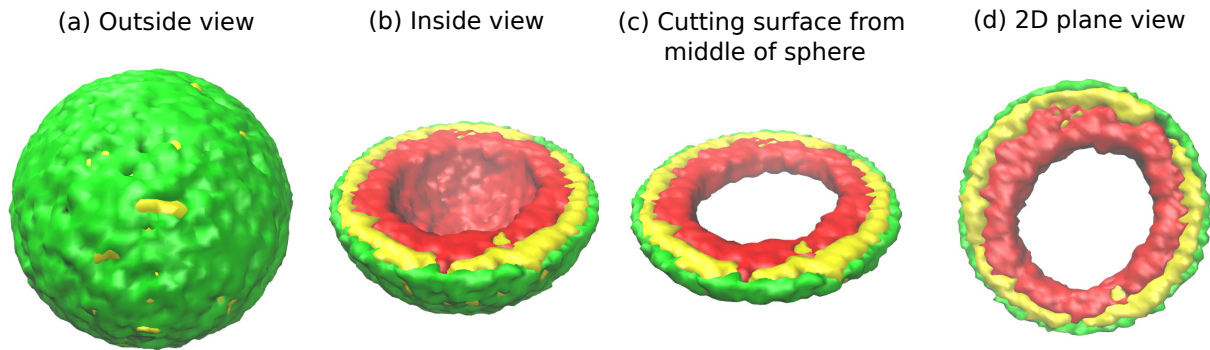 (a) Outside view
(b) Inside view
(c) Cutting surface from
middle of sphere
(d) 2D plane view